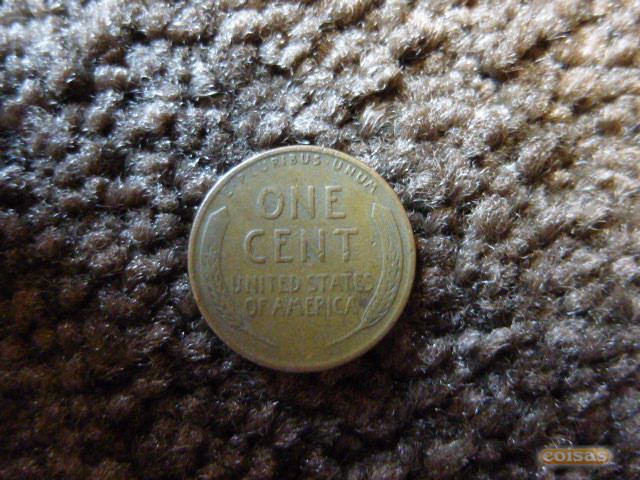 E·PLURIBUS·UNUM
ONE
CENT
UNITED STATES
OF AMERICA
coisas